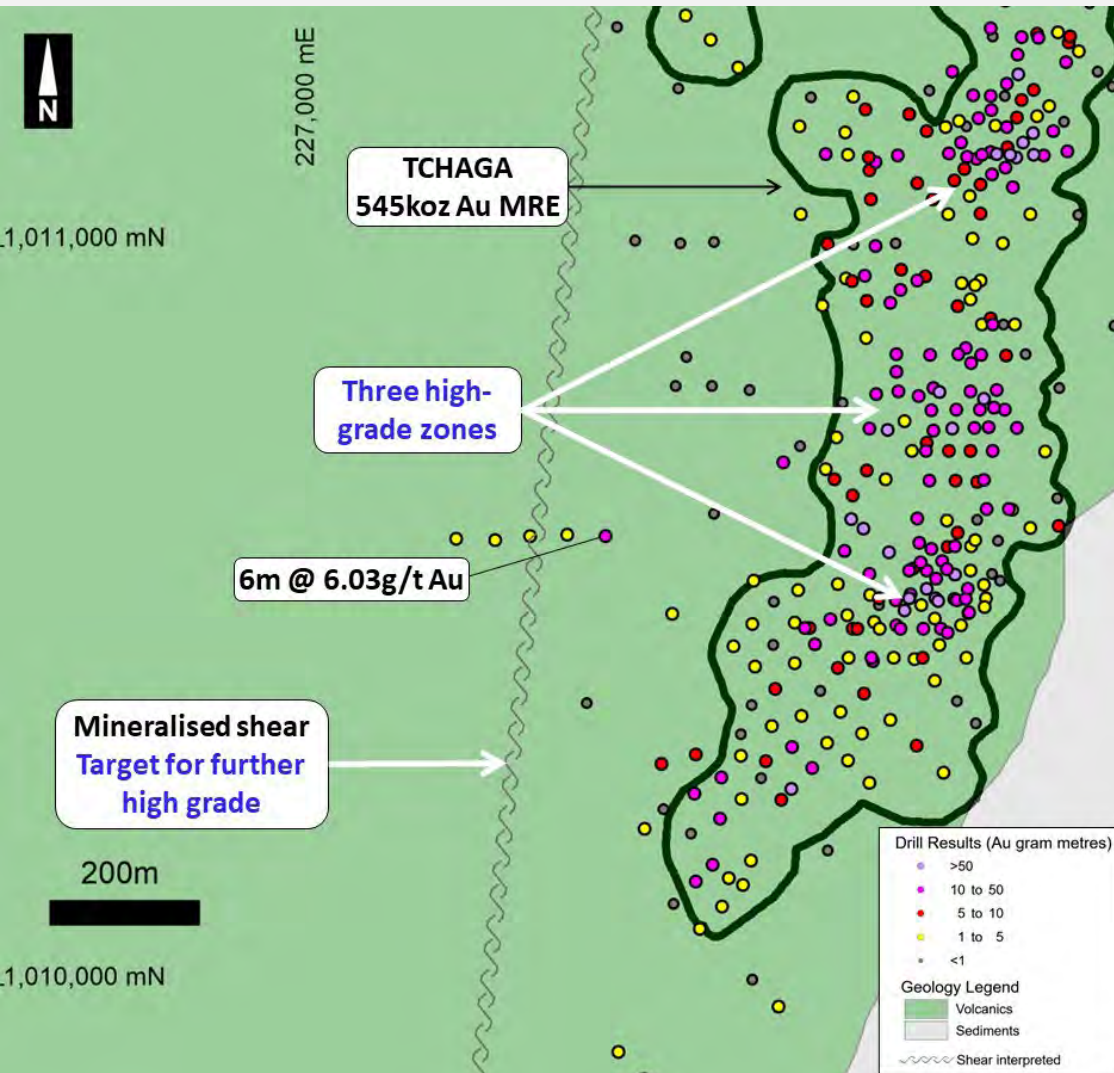 N
227,000 mE
TCHAGA
545koz Au MRE
1,011,000 mN
Three high-
grade zones
6m @ 6.03g/t Au
Mineralised shear
Target for further
high grade
200m
1,010,000 mN
Drill Results (Au gram metres)
>50
10 to 50
5 to 10
1 to 5
<1
Geology Legend
Volcanics
Sediments
Shear interpreted